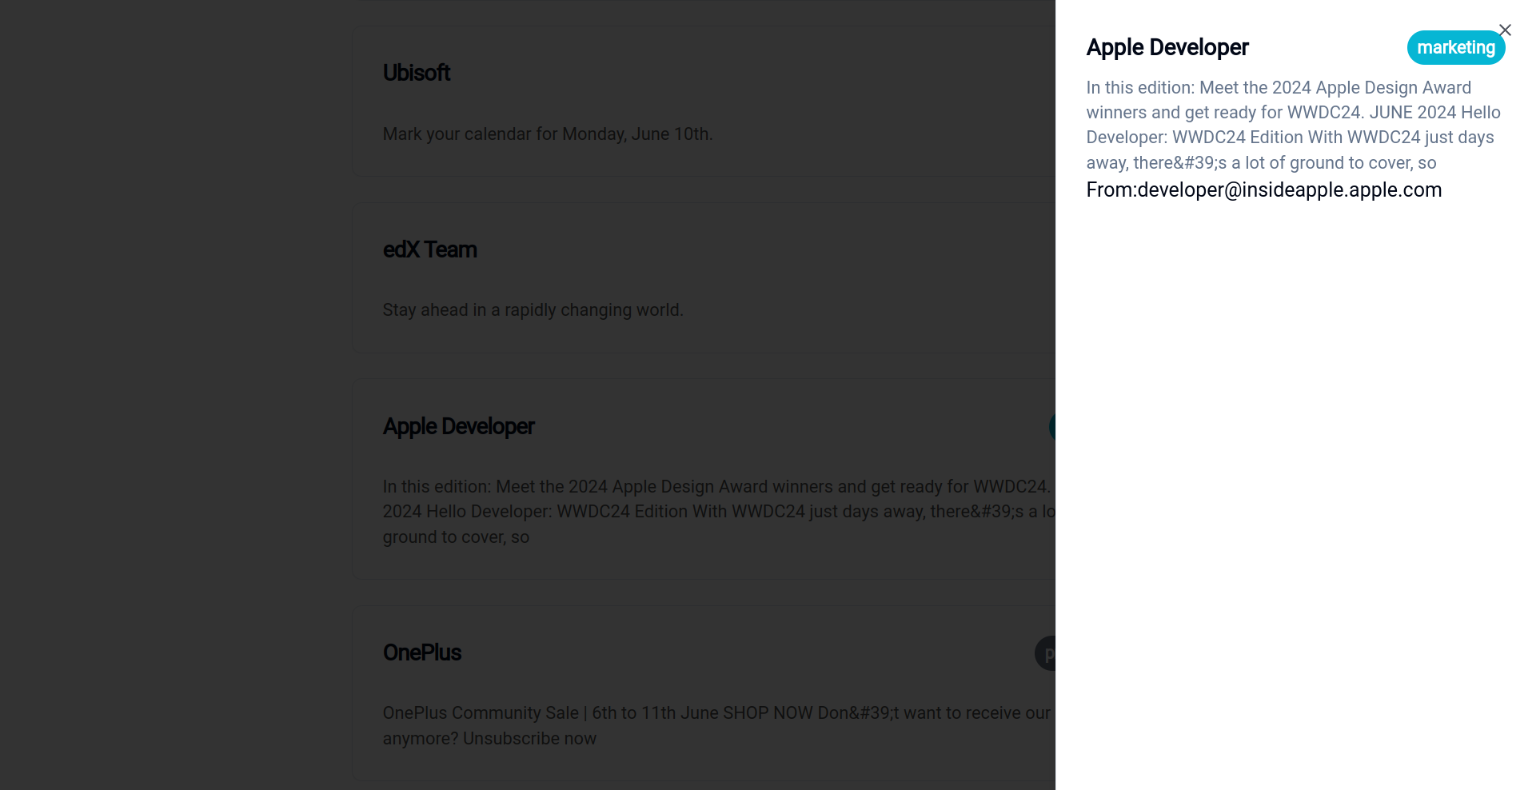 Ubisoft
Mark your calendar for Monday, June 10th.
edX Team
Stay ahead in a rapidly changing world.
Apple Developer
In this edition: Meet the 2024 Apple Design Award winners and get ready for WWDC24.
2024 Hello Developer: WWDC24 Edition With WWDC24 just days away, there&#39;s a lo
ground to cover, so
OnePlus
p
OnePlus Community Sale | 6th to 11th June SHOP NOW Don&#39;t want to receive our
anymore? Unsubscribe now
Apple Developer
marketing
In this edition: Meet the 2024 Apple Design Award
winners and get ready for WWDC24. JUNE 2024 Hello
Developer: WWDC24 Edition With WWDC24 just days
away, there&#39;s a lot of ground to cover, so
From:developer@insideapple.apple.com